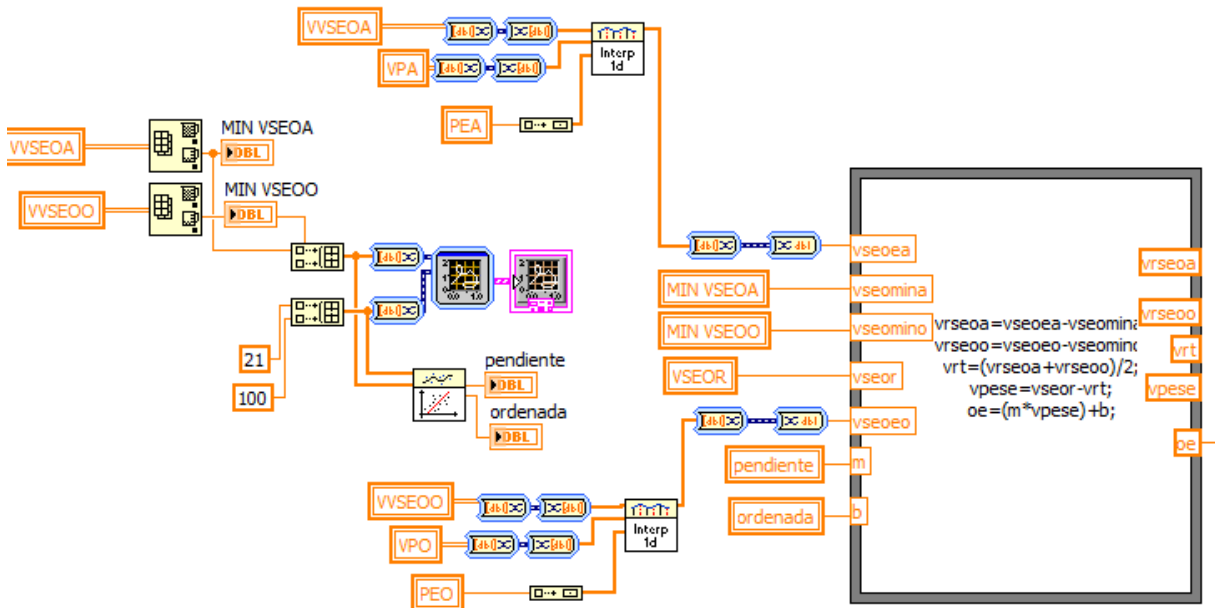 VVSEOA
VPA
Interp
1d
PEA
VVSEOA
MIN VSEOA
DBL
VVSEOO
MIN VSEOO
DBL
21
100
pendiente
DBL
ordenada
DBL
VVSEOO
VPO
Interp
1d
PEO
MIN VSEOA
MIN VSEOO
VSEOR
pendiente
ordenada
vseoea
vseomina
vseomino
vseor
vseoeo
m
b
vrseoa=vseoea-vseomina
vrseoo=vseoeo-vseomino
vrt=(vrseoa+vrseoo)/2;
vpese=vseor-vrt;
oe=(m*vpese)+b;
vrseoa
vrseoo
vrt
vpese
oe